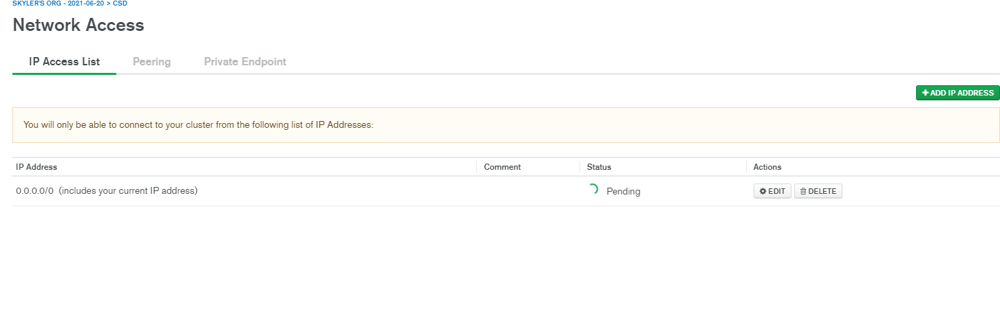 SKYLER'S ORG - 2021-06-20 > CSD
Network Access
IP Access List Peering Private Endpoint
+ ADD IP ADDRESS
You will only be able to connect to your cluster from the following list of IP Addresses:
IP Address Comment Status Actions
0.0.0.0/0 (includes your current IP address) Pending EDIT DELETE